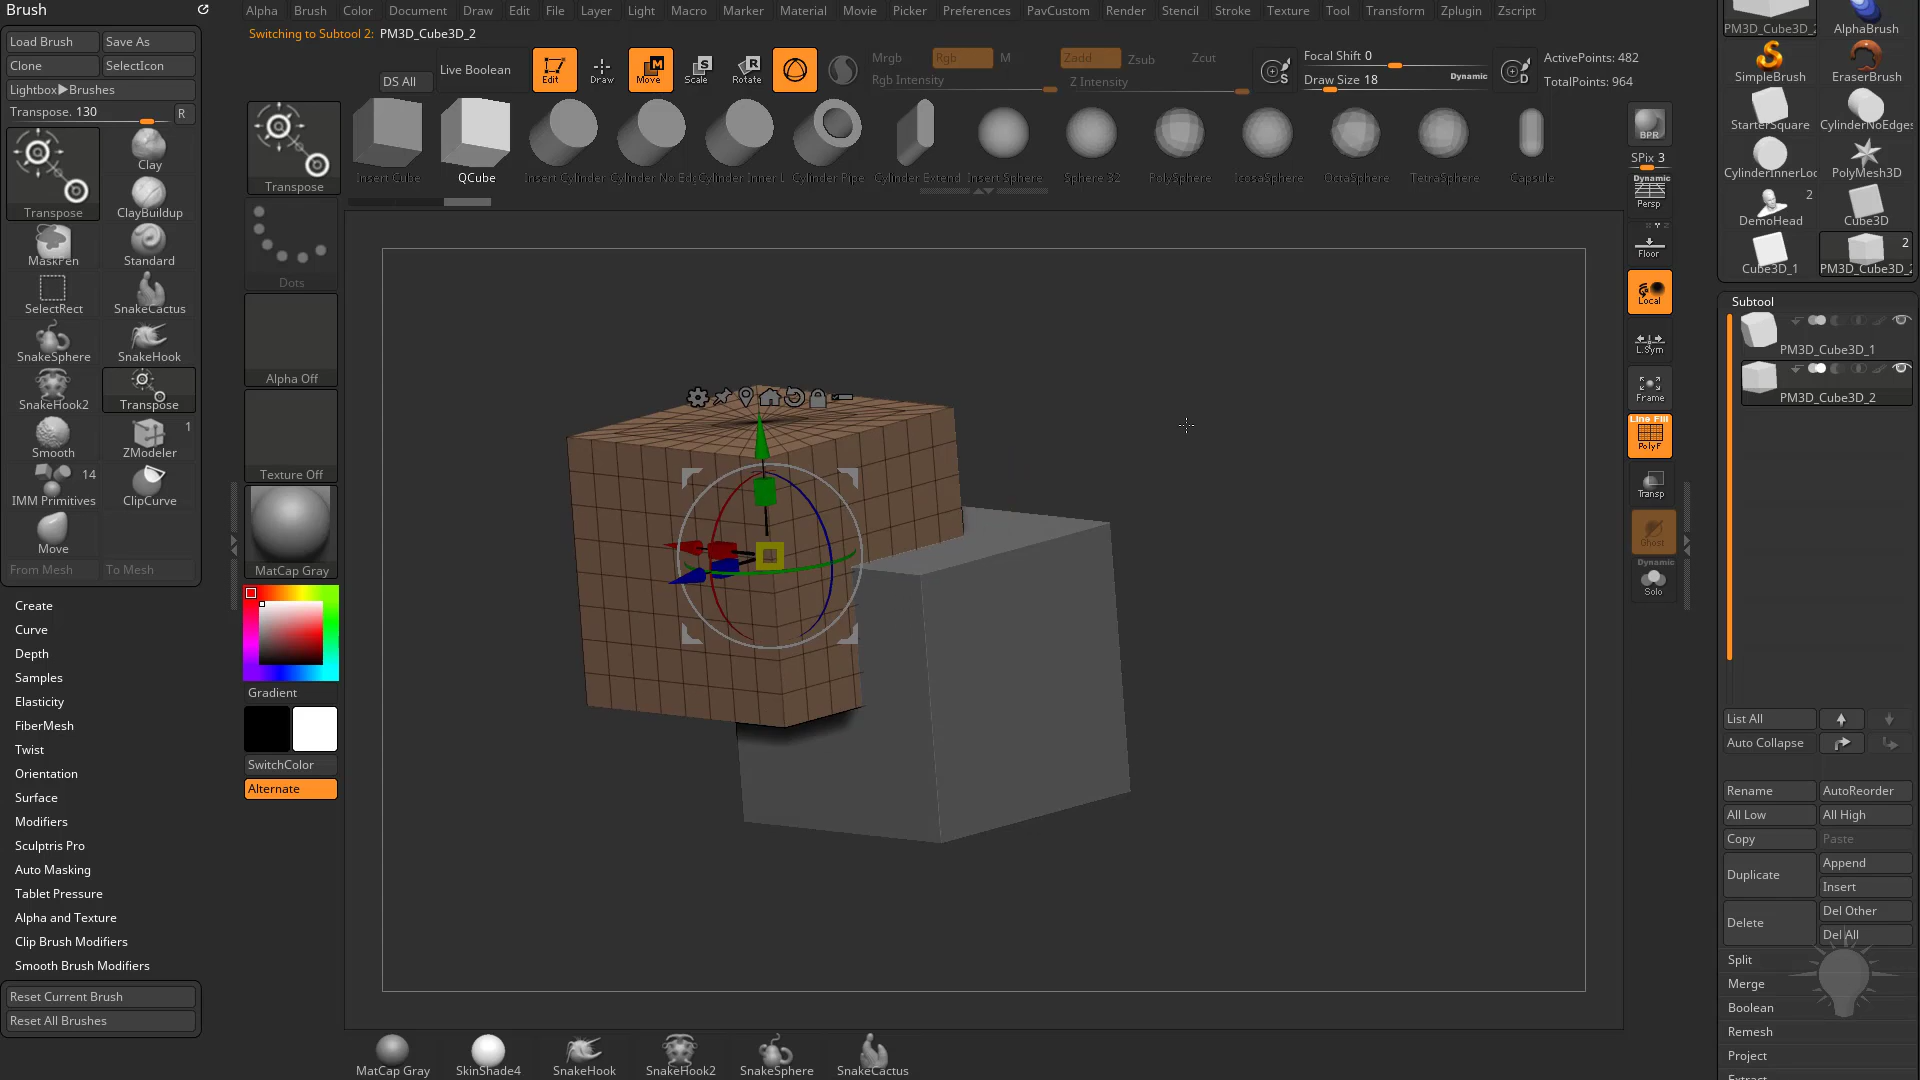 Brush
Alpha Brush Color Document Draw Edit File Layer Light Macro Marker Material Movie Picker Preferences PavCustom Render Stencil Stroke Texture Tool Transform Zplugin Zscript
Switching to Subtool 2: PM3D_Cube3D_2
Load Brush Save As
Clone SelectIcon
Lightbox▶Brushes
Transpose. 130 R
Transpose
Clay
ClayBuildup
MaskPen Standard
SelectRect SnakeCactus
SnakeSphere SnakeHook
SnakeHook2 Transpose
Smooth ZModeler 1
14
IMM Primitives ClipCurve
Move
From Mesh To Mesh
Create
Curve
Depth
Samples
Elasticity
FiberMesh
Twist
Orientation
Surface
Modifiers
Sculptris Pro
Auto Masking
Tablet Pressure
Alpha and Texture
Clip Brush Modifiers
Smooth Brush Modifiers
Reset Current Brush
Reset All Brushes
DS All
Live Boolean
Edit
Draw
M
Move
S
Scale
R
Rotate
Mrgb Rgb M
Rgb Intensity
Zadd Zsub Zcut
Z Intensity
S
Focal Shift 0
Draw Size 18 Dynamic
D
ActivePoints: 482
TotalPoints: 964
Transpose
Insert Cube
QCube
Insert Cylinder
Cylinder No Edg
Cylinder Inner L
Cylinder Pipe
Cylinder Extend
Insert Sphere
Sphere 32
PolySphere
IcosaSphere
OctaSphere
TetraSphere
Capsule
Dots
Alpha Off
Texture Off
MatCap Gray
Gradient
SwitchColor
Alternate
BPR
SPix 3
Dynamic
Persp
Floor
Local
L.Sym
Frame
Line Fill
PolyF
Transp
Ghost
Dynamic
Solo
PM3D_Cube3D_2
AlphaBrush
SimpleBrush EraserBrush
StarterSquare CylinderNoEdges
CylinderInnerLoc PolyMesh3D
2
DemoHead Cube3D
2
Cube3D_1 PM3D_Cube3D_2
Subtool
PM3D_Cube3D_1
PM3D_Cube3D_2
List All
Auto Collapse
Rename AutoReorder
All Low All High
Copy Paste
Duplicate
Append
Insert
Delete
Del Other
Del All
Split
Merge
Boolean
Remesh
Project
Extract
MatCap Gray SkinShade4 SnakeHook SnakeHook2 SnakeSphere SnakeCactus